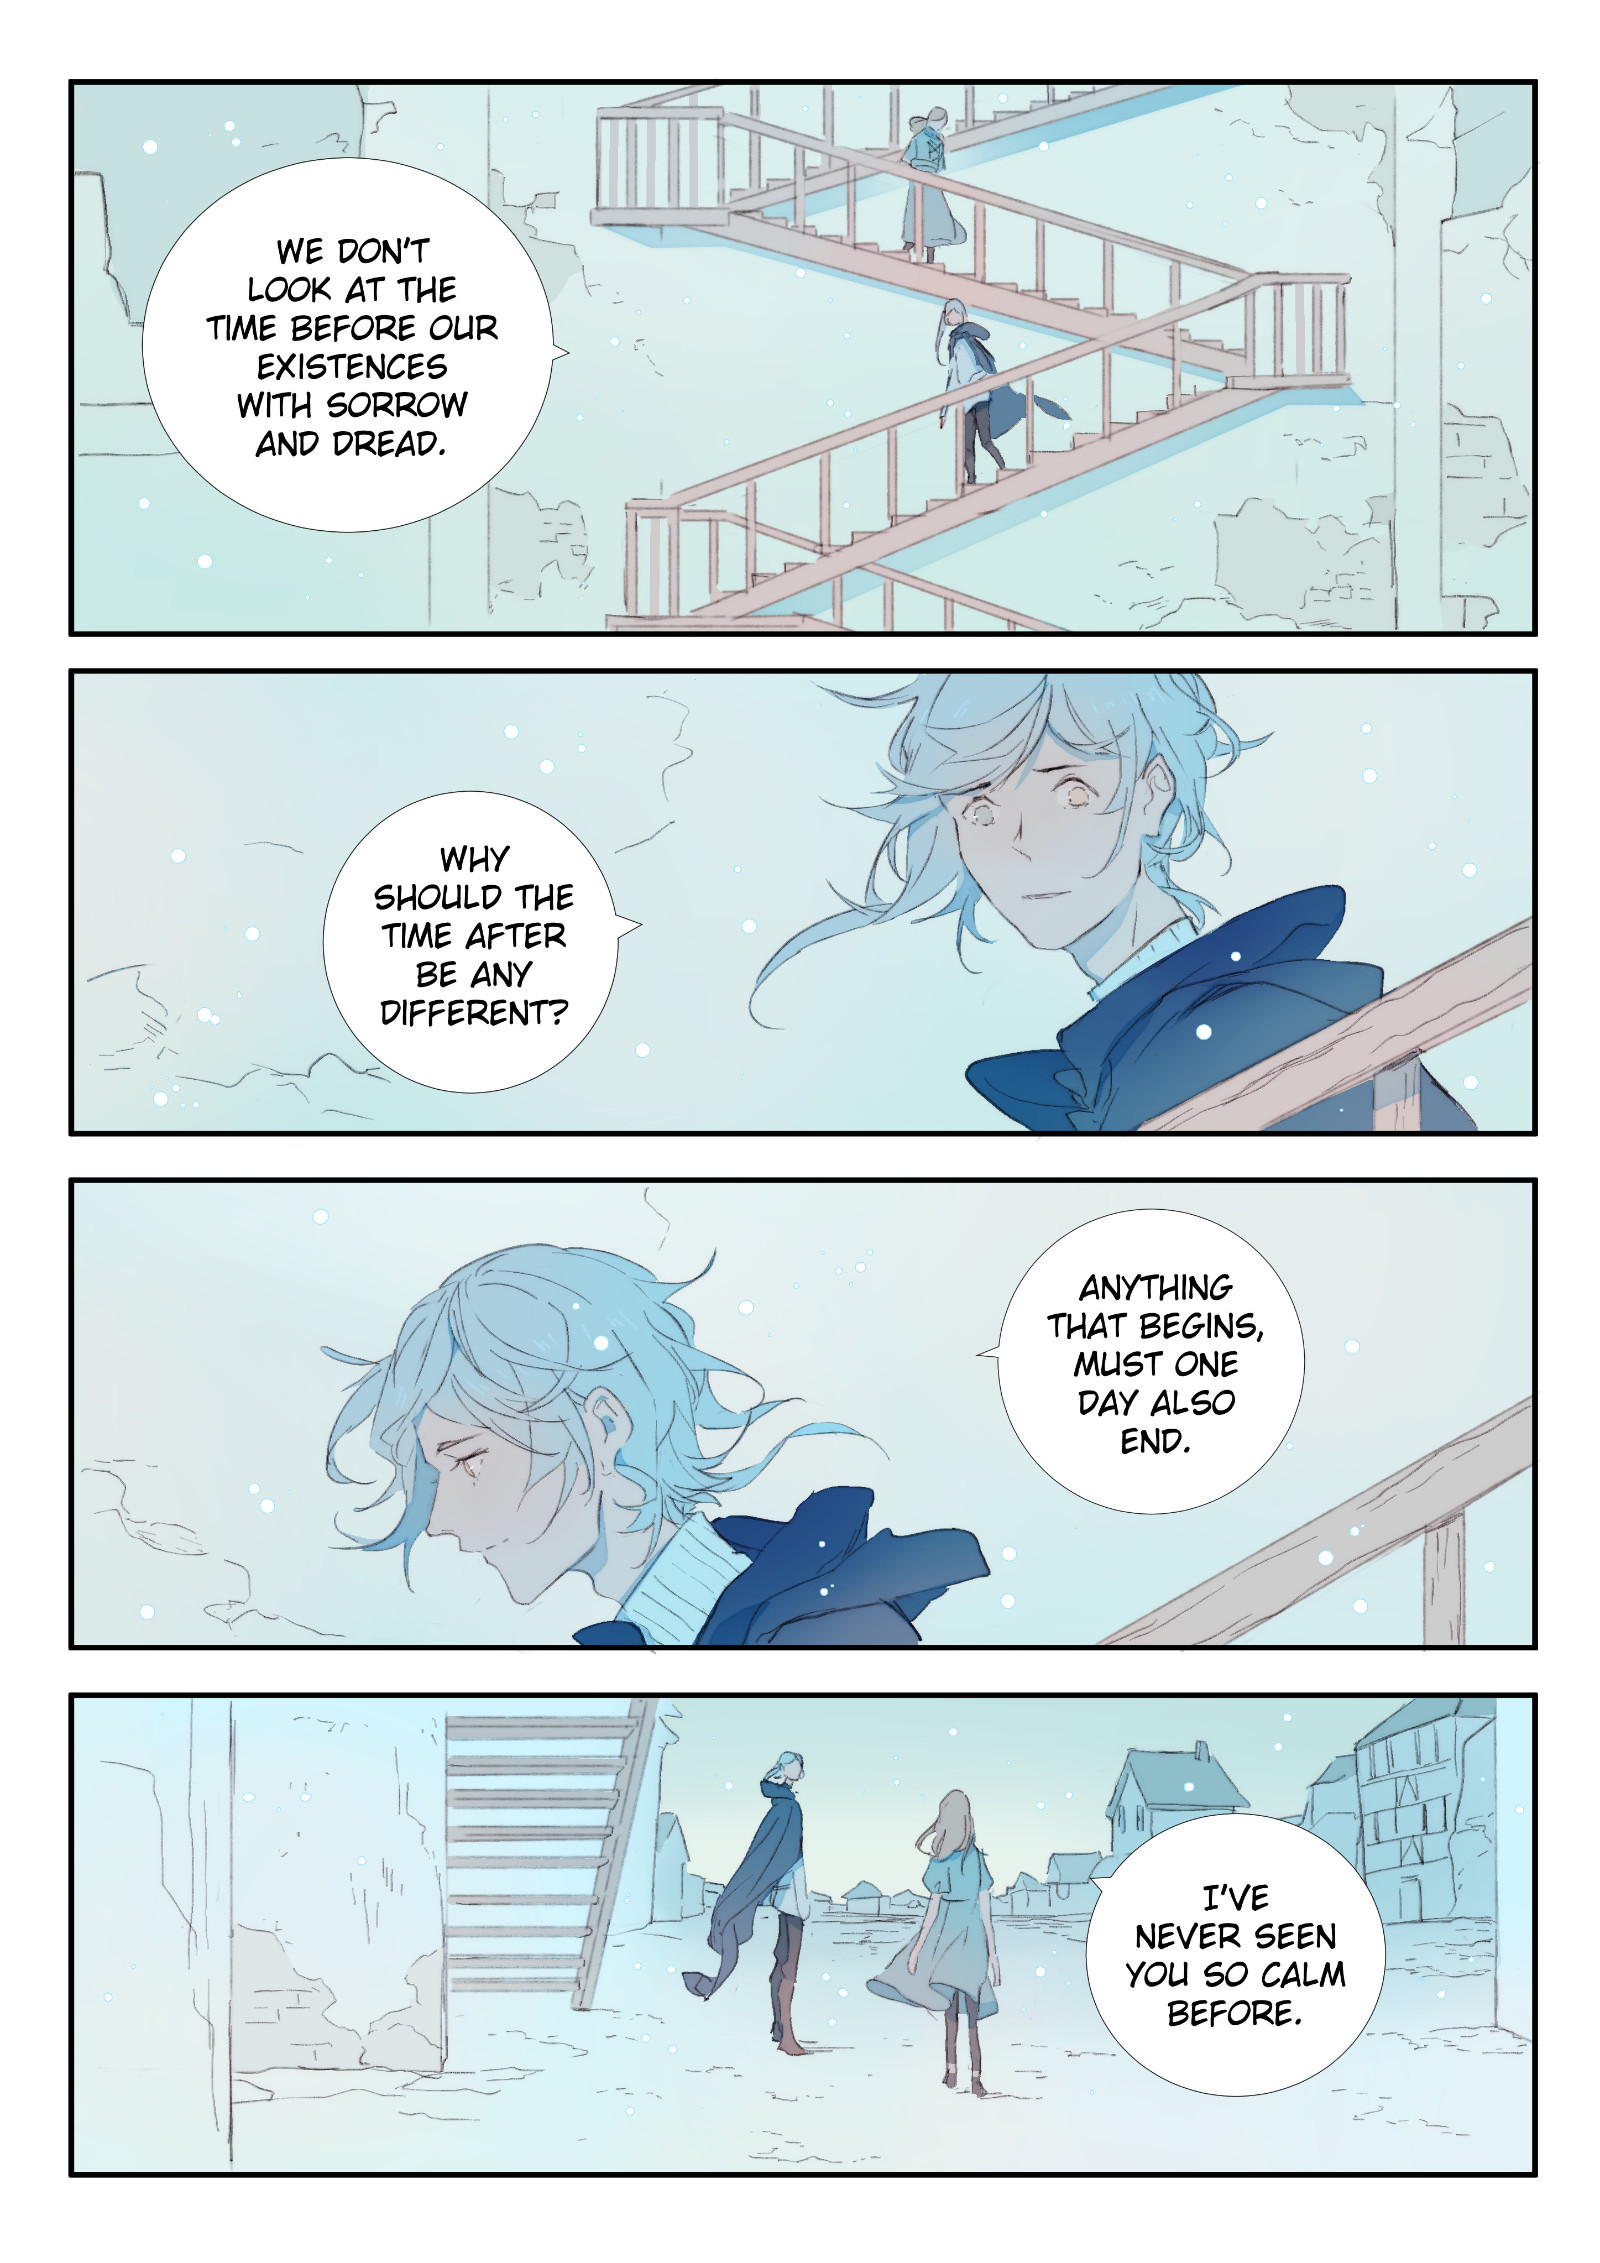 WE DON'T
LOOK AT THE
TIME BEFORE OUR
EXISTENCES
WITH SORROW
AND DREAD.
WHY
SHOULD THE
TIME AFTER
BE ANY
DIFFERENT?
ANYTHING
THAT BEGINS,
MUST ONE
DAY ALSO
END.
I'VE
NEVER SEEN
YOU SO CALM
BEFORE.